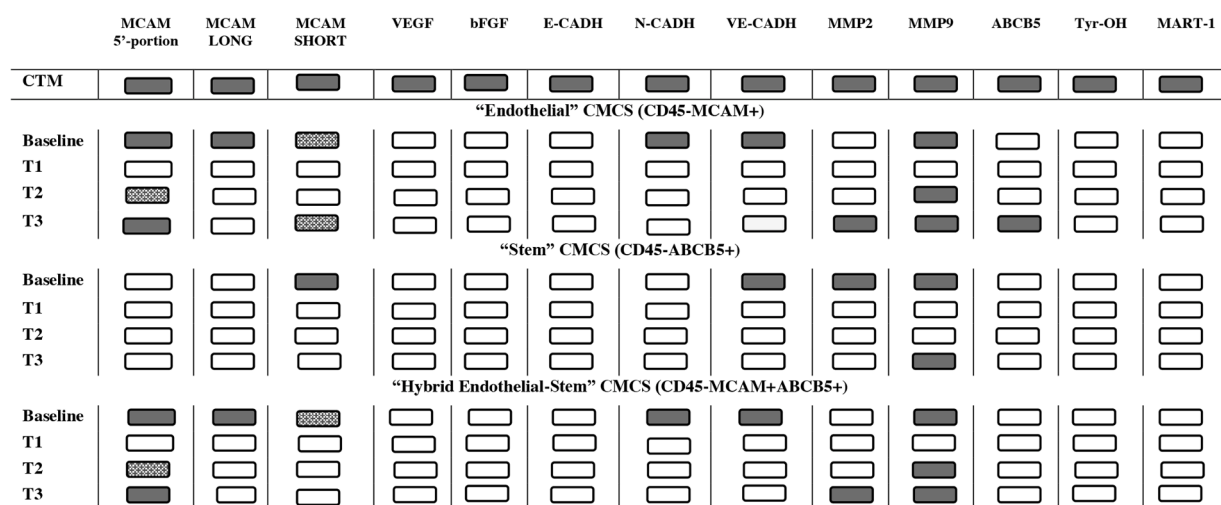 MCAM 5’-portion MCAM LONG MCAM SHORT VEGF bFGF E-CADH N-CADH VE-CADH MMP2 MMP9 ABCB5 Tyr-OH MART-1
CTM
“Endothelial” CMCS (CD45-MCAM+)
Baseline
T1
T2
T3
“Stem” CMCS (CD45-ABCB5+)
Baseline
T1
T2
T3
“Hybrid Endothelial-Stem” CMCS (CD45-MCAM+ABCB5+)
Baseline
T1
T2
T3